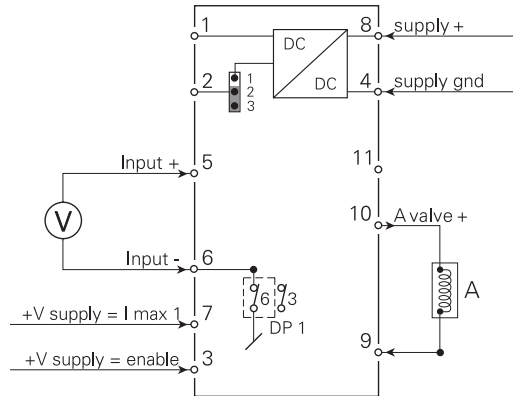 1
DC
DC
8
supply +
2
1
2
3
4
supply gnd
Input +
5
11
V
10
A valve +
Input -
6
6
3
A
+V supply = I max 1
7
DP 1
9
+V supply = enable
3